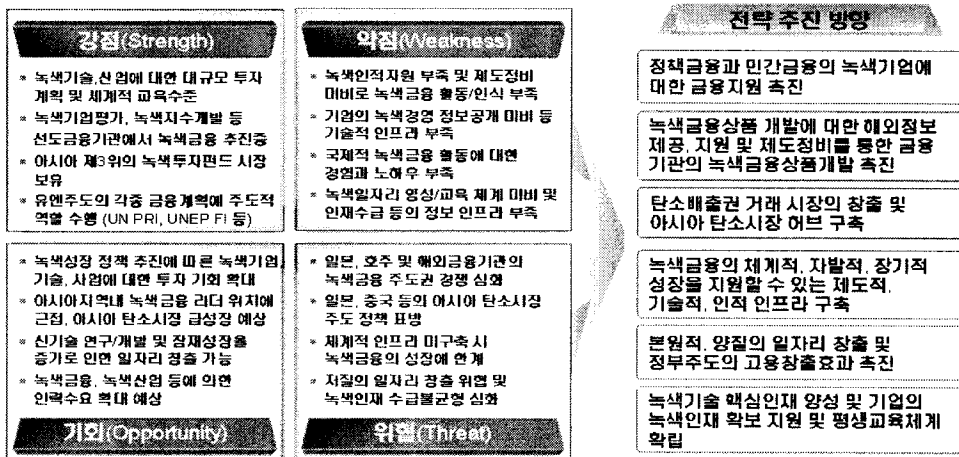 강점(Strength)
* 녹색기술,산업에 대한 대규모 투자
계획 및 세계적 교육수준
* 녹색기업평가, 녹색지수개발 등
선도금융기관에서 녹색금융 추진중
* 아시아 제3위의 녹색투자펀드 시장
보유
* 유엔주도의 각종 금융계획에 주도적
역할 수행 (UN PRI, UNEP FI 등)
약점(Weakness)
* 녹색인적자원 부족 및 제도정비
미비로 녹색금융 활동/인식 부족
* 기업의 녹색경영 정보공개 미비 등
기술적 인프라 부족
* 국제적 녹색금융 활동에 대한
경험과 노하우 부족
* 녹색일자리 양성/교육 체계 미비 및
인재수급 등의 정보 인프라 부족
* 녹색성장 정책 추진에 따른 녹색기업,
기술, 사업에 대한 투자 기회 확대
* 아시아지역내 녹색금융 리더 위치에
근접, 아시아 탄소시장 급성장 예상
* 신기술 연구/개발 및 잠재성장율
증가로 인한 일자리 창출 가능
* 녹색금융, 녹색산업 등에 의한
인력수요 확대 예상
기회(Opportunity)
* 일본, 호주 및 해외금융기관의
녹색금융 주도권 경쟁 심화
* 일본, 중국 등의 아시아 탄소시장
주도 정책 표방
* 체계적 인프라 미구축 시
녹색금융의 성장에 한계
* 저질의 일자리 창출 위협 및
녹색인재 수급불균형 심화
위협(Threat)
전략 추진 방향
정책금융과 민간금융의 녹색기업에
대한 금융지원 촉진
녹색금융상품 개발에 대한 해외정보
제공, 지원 및 제도정비를 통한 금융
기관의 녹색금융상품개발 촉진
탄소배출권 거래 시장의 창출 및
아시아 탄소시장 허브 구축
녹색금융의 체계적, 자발적, 장기적
성장을 지원할 수 있는 제도적,
기술적, 인적 인프라 구축
본원적, 양질의 일자리 창출 및
정부주도의 고용창출효과 촉진
녹색기술 핵심인재 양성 및 기업의
녹색인재 확보 지원 및 평생교육체계
확립